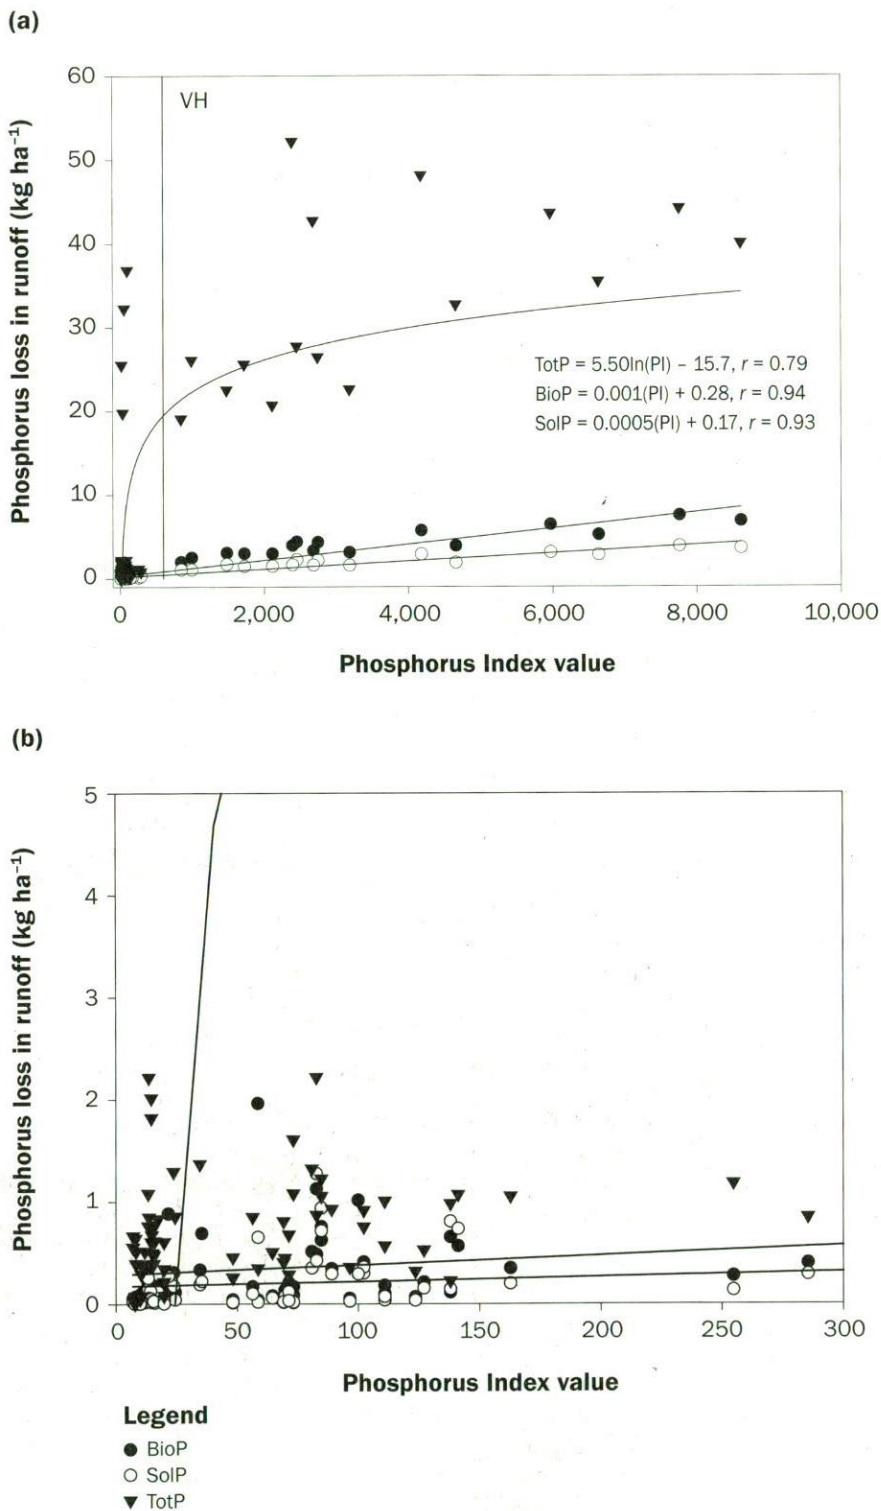 (a)
Phosphorus loss in runoff (kg ha⁻¹)
60
50
40
30
20
10
0
VH
TotP = 5.50ln(PI) – 15.7, r = 0.79
BioP = 0.001(PI) + 0.28, r = 0.94
SolP = 0.0005(PI) + 0.17, r = 0.93
0 2,000 4,000 6,000 8,000 10,000
Phosphorus Index value
(b)
Phosphorus loss in runoff (kg ha⁻¹)
5
4
3
2
1
0
0 50 100 150 200 250 300
Phosphorus Index value
Legend
BioP
SolP
TotP